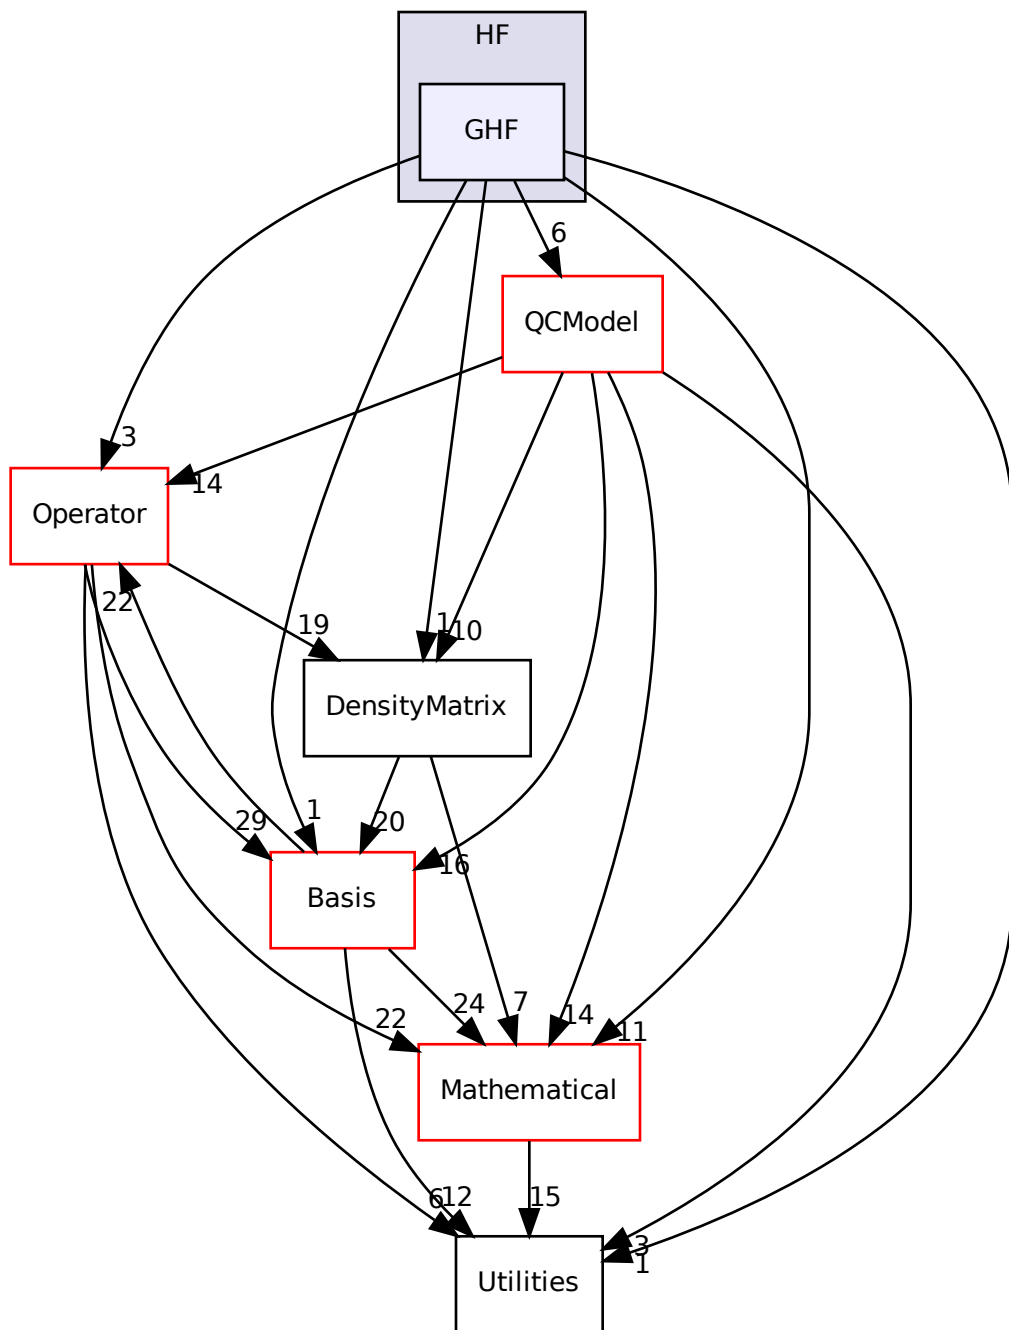 HF
GHF
6
QCModel
3
14
Operator
22
19
1
10
DensityMatrix
29
1
20
16
Basis
22
24
7
14
11
Mathematical
6
12
15
3
1
Utilities